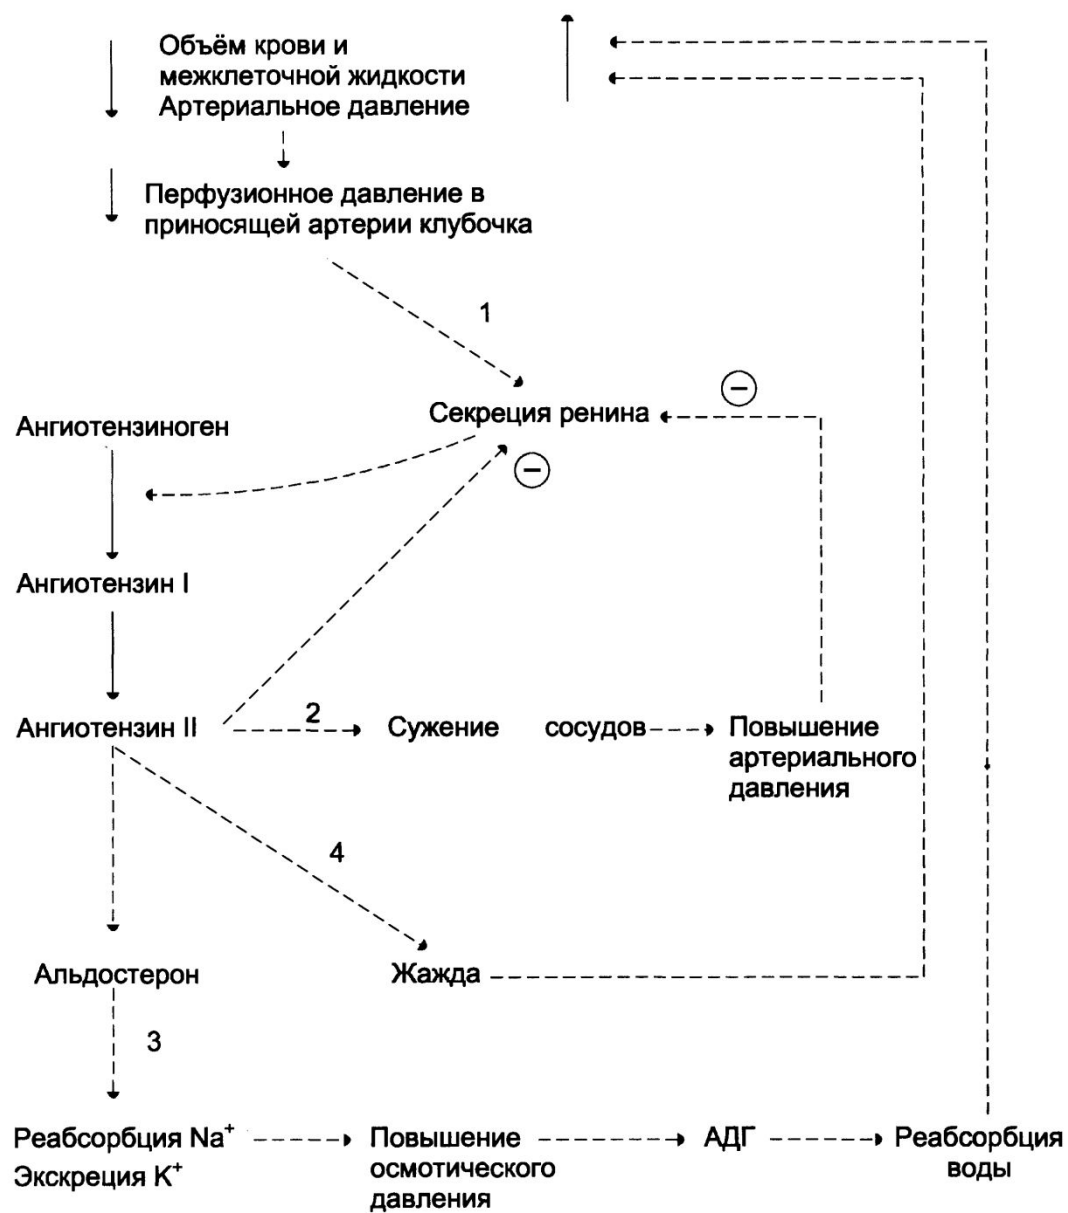 Объём крови и
межклеточной жидкости
Артериальное давление
Перфузионное давление в
приносящей артерии клубочка
1
Секреция ренина
−
Ангиотензиноген
−
Ангиотензин I
Ангиотензин II
2
Сужение сосудов
Повышение
артериального
давления
4
Альдостерон
Жажда
3
Реабсорбция Na⁺
Экскреция K⁺
Повышение
осмотического
давления
АДГ
Реабсорбция
воды